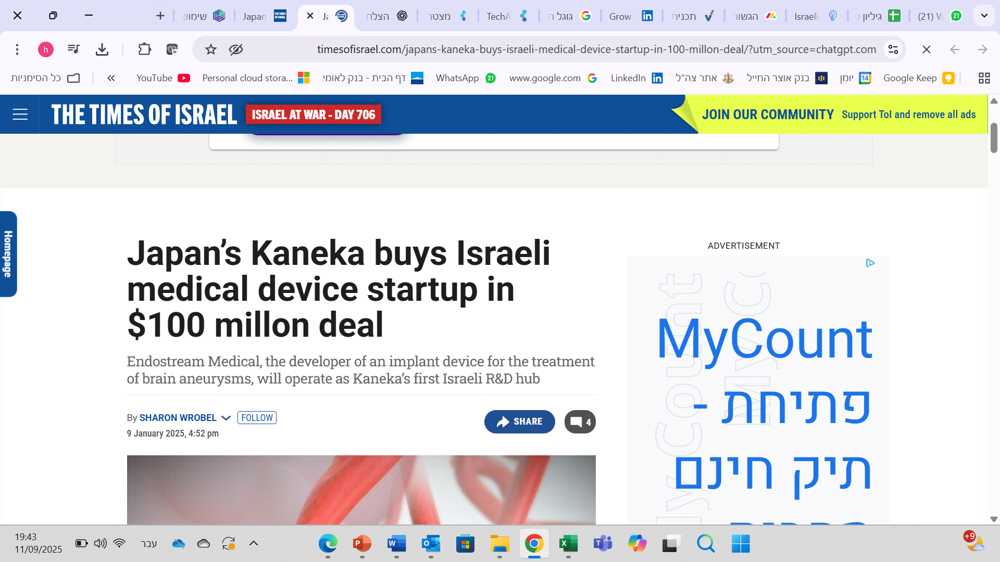 (21) W
גיליון
Israeli
הגשור
תכנית
Grow
גוגל ת
TechA
מצטר
הצלח
Ja
Japan
שימוש
timesofisrael.com/japans-kaneka-buys-israeli-medical-device-startup-in-100-millon-deal/?utm_source=chatgpt.com
h
Google Keep
יומן
14
בנק אוצר החייל
אתר צה"ל
LinkedIn
www.google.com
WhatsApp
21
דף הבית - בנק לאומי
Personal cloud stora...
YouTube
כל הסימניות
THE TIMES OF ISRAEL
ISRAEL AT WAR - DAY 706
JOIN OUR COMMUNITY Support ToI and remove all ads
Homepage
Japan’s Kaneka buys Israeli
medical device startup in
$100 millon deal
Endostream Medical, the developer of an implant device for the treatment
of brain aneurysms, will operate as Kaneka’s first Israeli R&D hub
By SHARON WROBEL FOLLOW
9 January 2025, 4:52 pm
SHARE
4
ADVERTISEMENT
MyCount
פתיחת -
תיק חינם
19:43
11/09/2025
עבר
+9